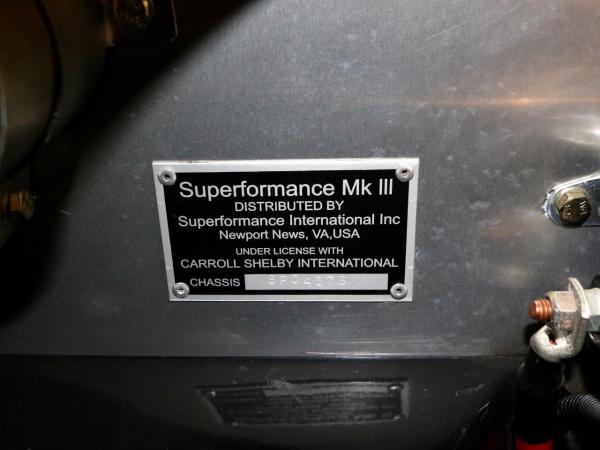 Superformance Mk III
DISTRIBUTED BY
Superformance International Inc
Newport News, VA,USA
UNDER LICENSE WITH
CARROLL SHELBY INTERNATIONAL
CHASSIS